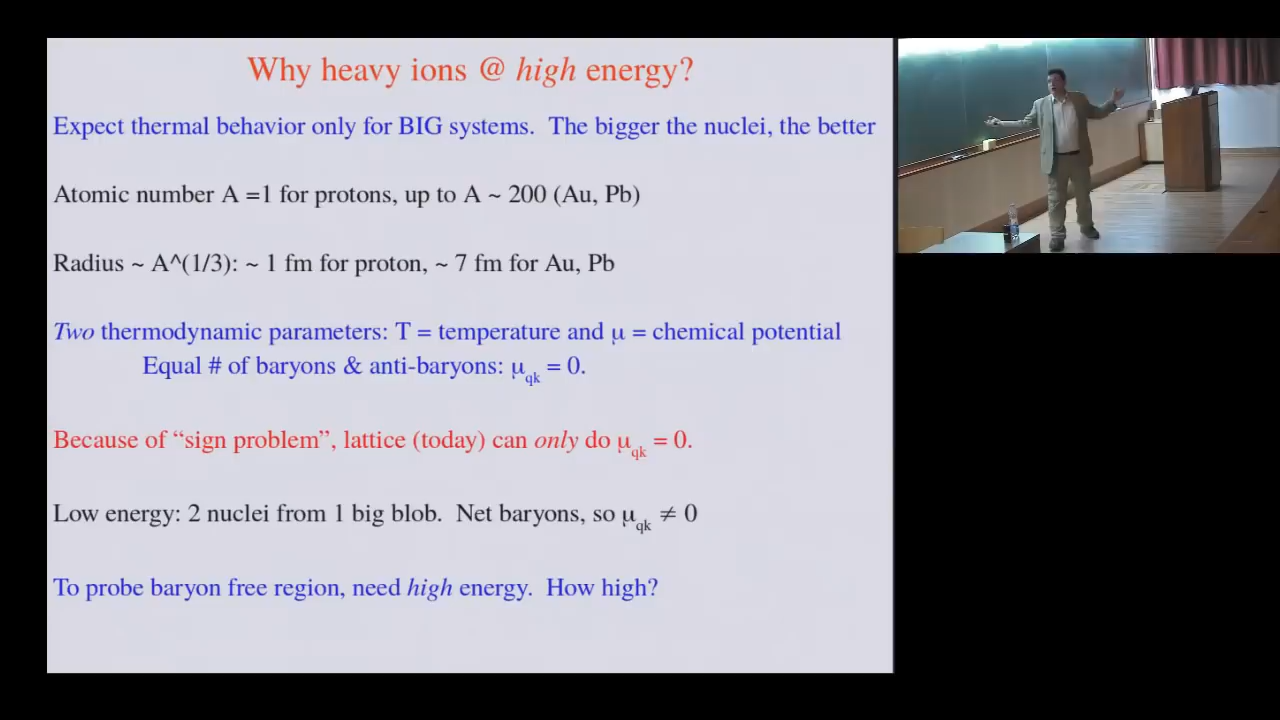 Why heavy ions @ high energy?
Expect thermal behavior only for BIG systems.  The bigger the nuclei, the better
Atomic number A =1 for protons, up to A ~ 200 (Au, Pb)
Radius ~ A^(1/3): ~ 1 fm for proton, ~ 7 fm for Au, Pb
Two thermodynamic parameters: T = temperature and μ = chemical potential
Equal # of baryons & anti-baryons: μqk = 0.
Because of “sign problem”, lattice (today) can only do μqk = 0.
Low energy: 2 nuclei from 1 big blob.  Net baryons, so μqk ≠ 0
To probe baryon free region, need high energy.  How high?